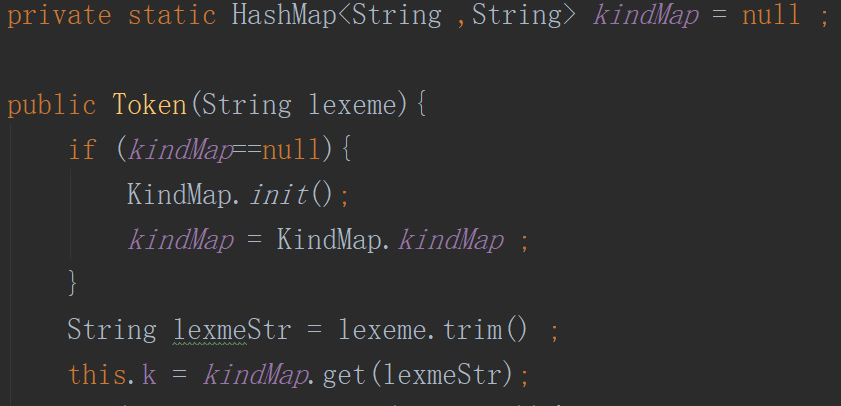 private static HashMap<String ,String> kindMap = null ;
public Token(String lexeme){
if (kindMap==null){
KindMap.init();
kindMap = KindMap.kindMap ;
}
String lexmeStr = lexeme.trim() ;
this.k = kindMap.get(lexmeStr);